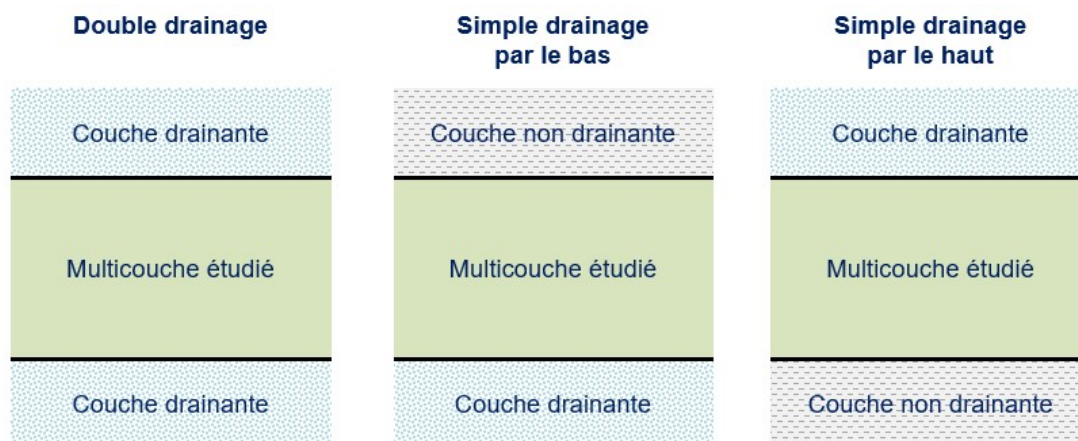 Double drainage
Simple drainage
par le bas
Simple drainage
par le haut
Couche drainante
Couche non drainante
Couche drainante
Multicouche étudié
Multicouche étudié
Multicouche étudié
Couche drainante
Couche drainante
Couche non drainante